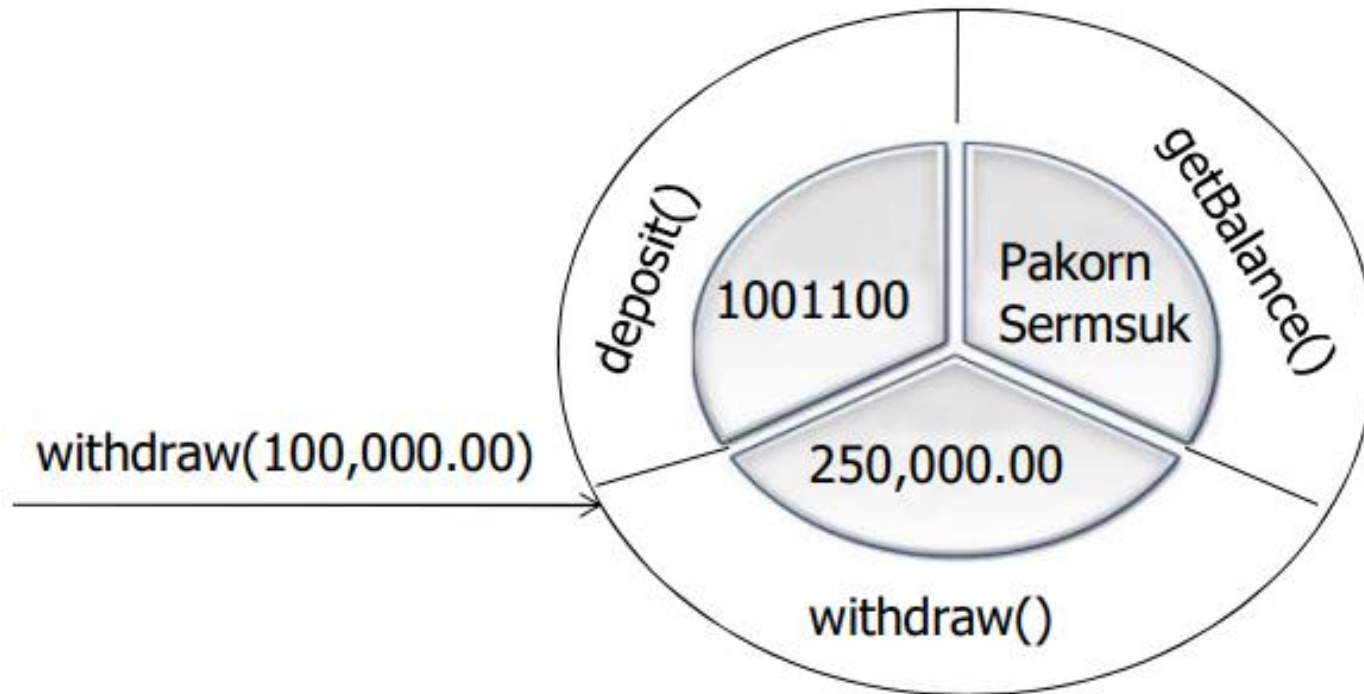 deposit()
getBalance()
1001100
Pakorn
Sermsuk
withdraw(100,000.00)
250,000.00
withdraw()